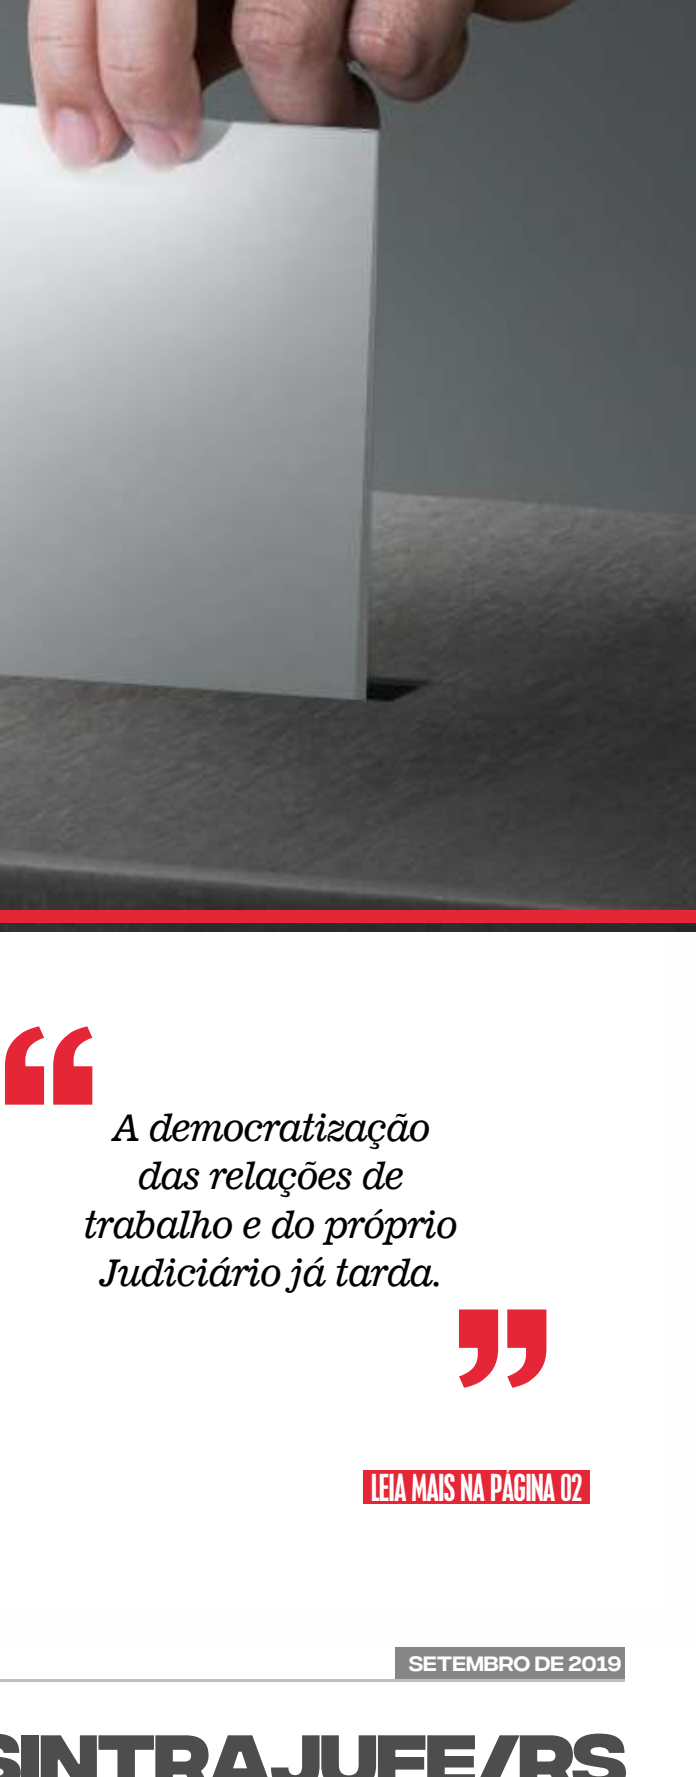 “
A democratização
das relações de
trabalho e do próprio
Judiciário já tarda.
”
LEIA MAIS NA PÁGINA 02
SETEMBRO DE 2019
SINTRAJUFE/RS